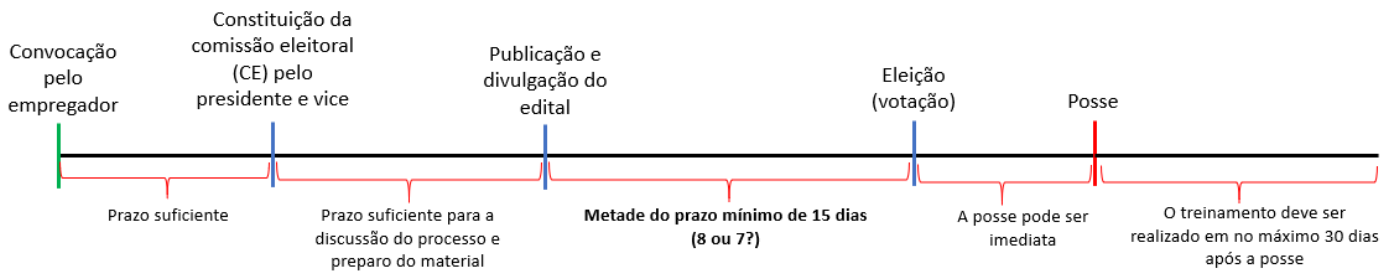 Convocação
pelo
empregador
Constituição da
comissão eleitoral
(CE) pelo
presidente e vice
Publicação e
divulgação do
edital
Eleição
(votação)
Posse
Prazo suficiente
Prazo suficiente para a
discussão do processo e
preparo do material
Metade do prazo mínimo de 15 dias
(8 ou 7?)
A posse pode ser
imediata
O treinamento deve ser
realizado em no máximo 30 dias
após a posse